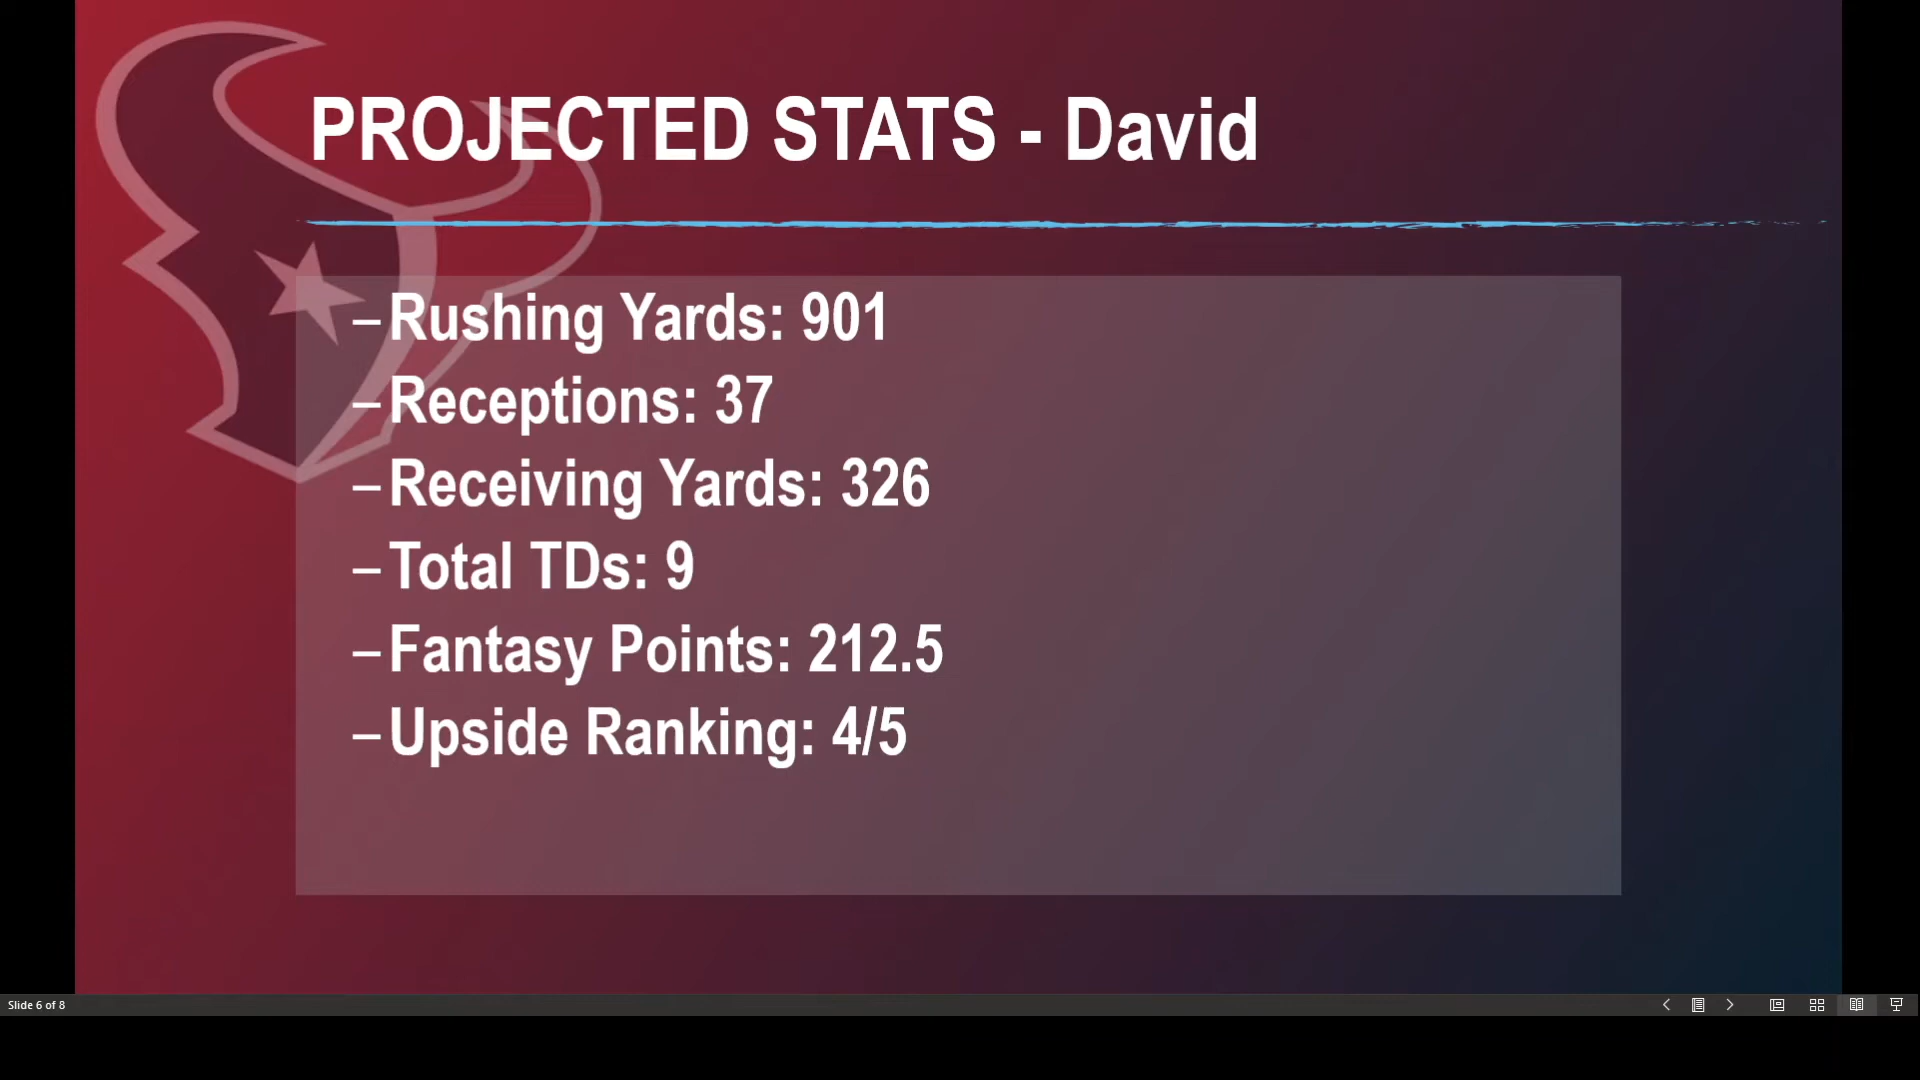 PROJECTED STATS - David
–Rushing Yards: 901
–Receptions: 37
–Receiving Yards: 326
–Total TDs: 9
–Fantasy Points: 212.5
–Upside Ranking: 4/5
Slide 6 of 8